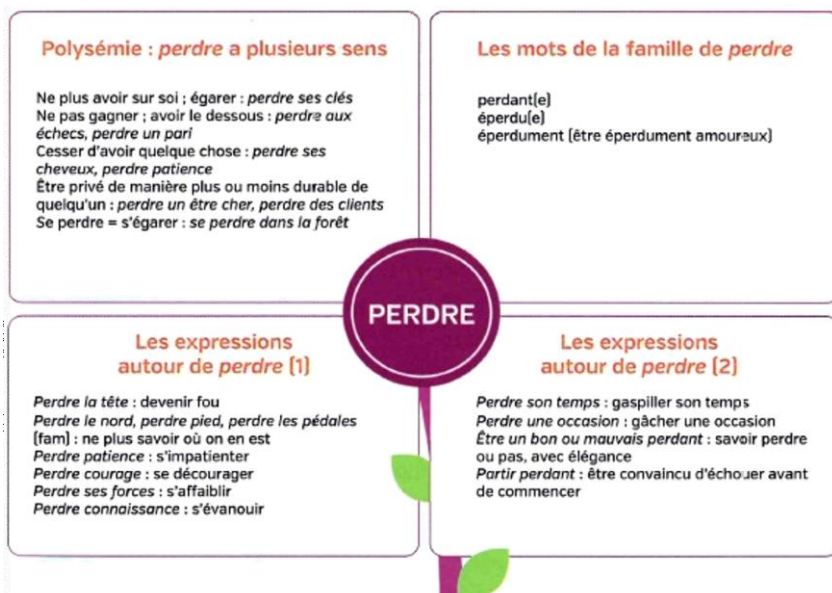 Polysémie : perdre a plusieurs sens
Ne plus avoir sur soi ; égarer : perdre ses clés
Ne pas gagner ; avoir le dessous : perdre aux
échecs, perdre un pari
Cesser d'avoir quelque chose : perdre ses
cheveux, perdre patience
Être privé de manière plus ou moins durable de
quelqu'un : perdre un être cher, perdre des clients
Se perdre = s'égarer : se perdre dans la forêt
Les mots de la famille de perdre
perdant(e)
éperdu(e)
éperdument (être éperdument amoureux)
PERDRE
Les expressions
autour de perdre (1)
Perdre la tête : devenir fou
Perdre le nord, perdre pied, perdre les pédales
(fam) : ne plus savoir où on en est
Perdre patience : s'impatienter
Perdre courage : se décourager
Perdre ses forces : s'affaiblir
Perdre connaissance : s'évanouir
Les expressions
autour de perdre (2)
Perdre son temps : gaspiller son temps
Perdre une occasion : gâcher une occasion
Être un bon ou mauvais perdant : savoir perdre
ou pas, avec élégance
Partir perdant : être convaincu d'échouer avant
de commencer